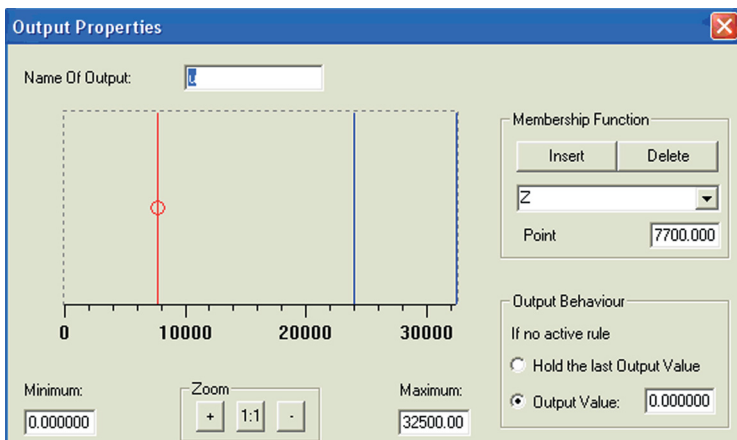 Output Properties
Name Of Output: u
Membership Function
Insert Delete
Z
Point 7700.000
0 10000 20000 30000
Output Behaviour
If no active rule
Hold the last Output Value
Output Value: 0.000000
Minimum: Zoom Maximum:
0.000000 + 1:1 - 32500.00